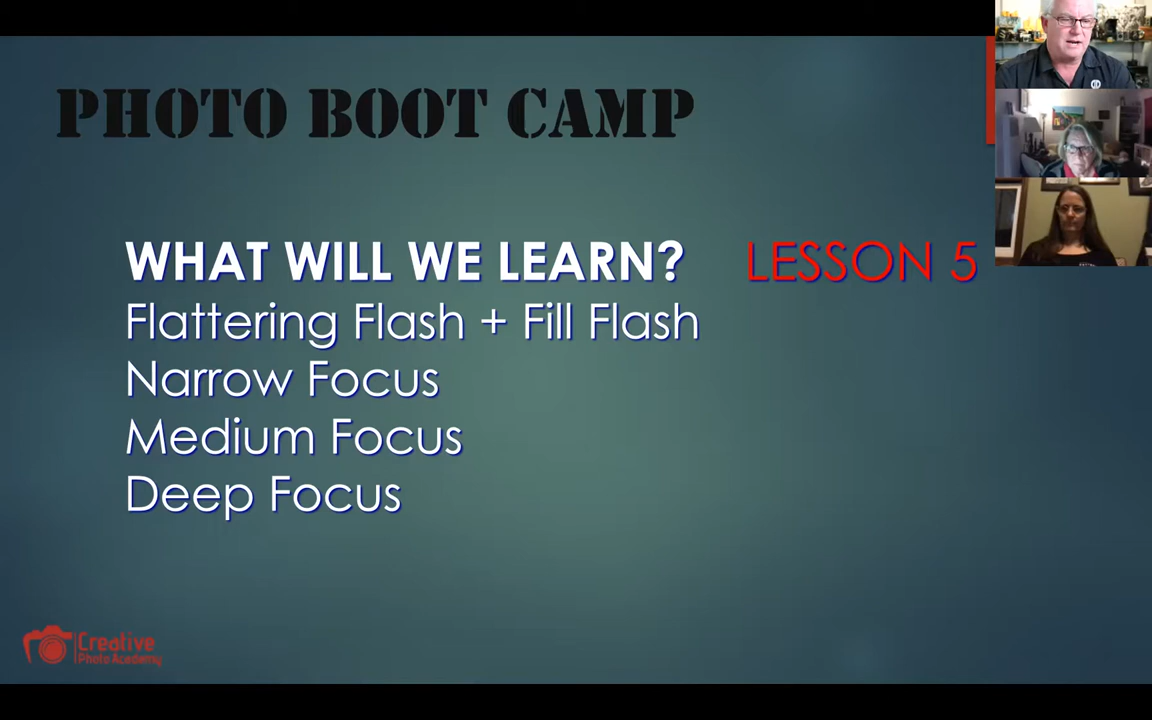 PHOTO BOOT CAMP
WHAT WILL WE LEARN? LESSON 5
Flattering Flash + Fill Flash
Narrow Focus
Medium Focus
Deep Focus
Creative
Photo Academy